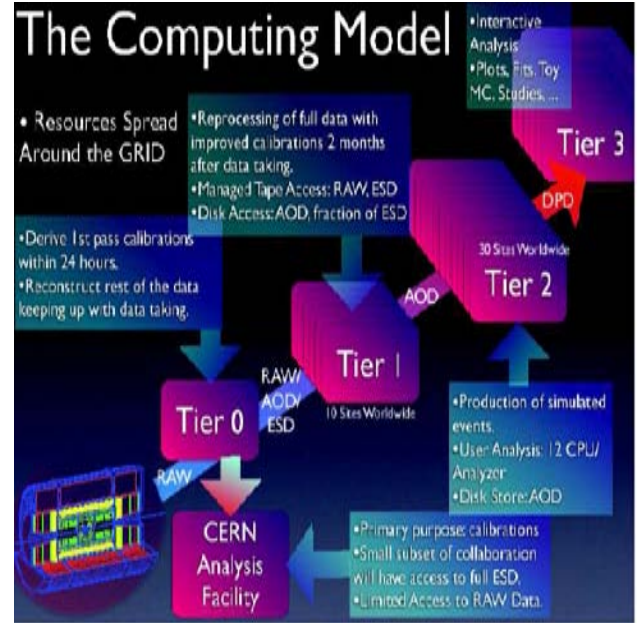 The Computing Model
•Interactive
Analysis
•Plots, Fits, Toy
MC, Studies, ...
Tier 3
• Resources Spread
Around the GRID
•Reprocessing of full data with
improved calibrations 2 months
after data taking.
•Managed Tape Access: RAW, ESD
•Disk Access: AOD, fraction of ESD
DPD
30 Sites Worldwide
Tier 2
•Derive 1st pass calibrations
within 24 hours.
•Reconstruct rest of the data
keeping up with data taking.
AOD
Tier 1
10 Sites Worldwide
RAW/
AOD/
ESD
Tier 0
RAW
•Production of simulated
events.
•User Analysis: 12 CPU/
Analyzer
•Disk Store: AOD
CERN
Analysis
Facility
•Primary purpose: calibrations
•Small subset of collaboration
will have access to full ESD.
•Limited Access to RAW Data.